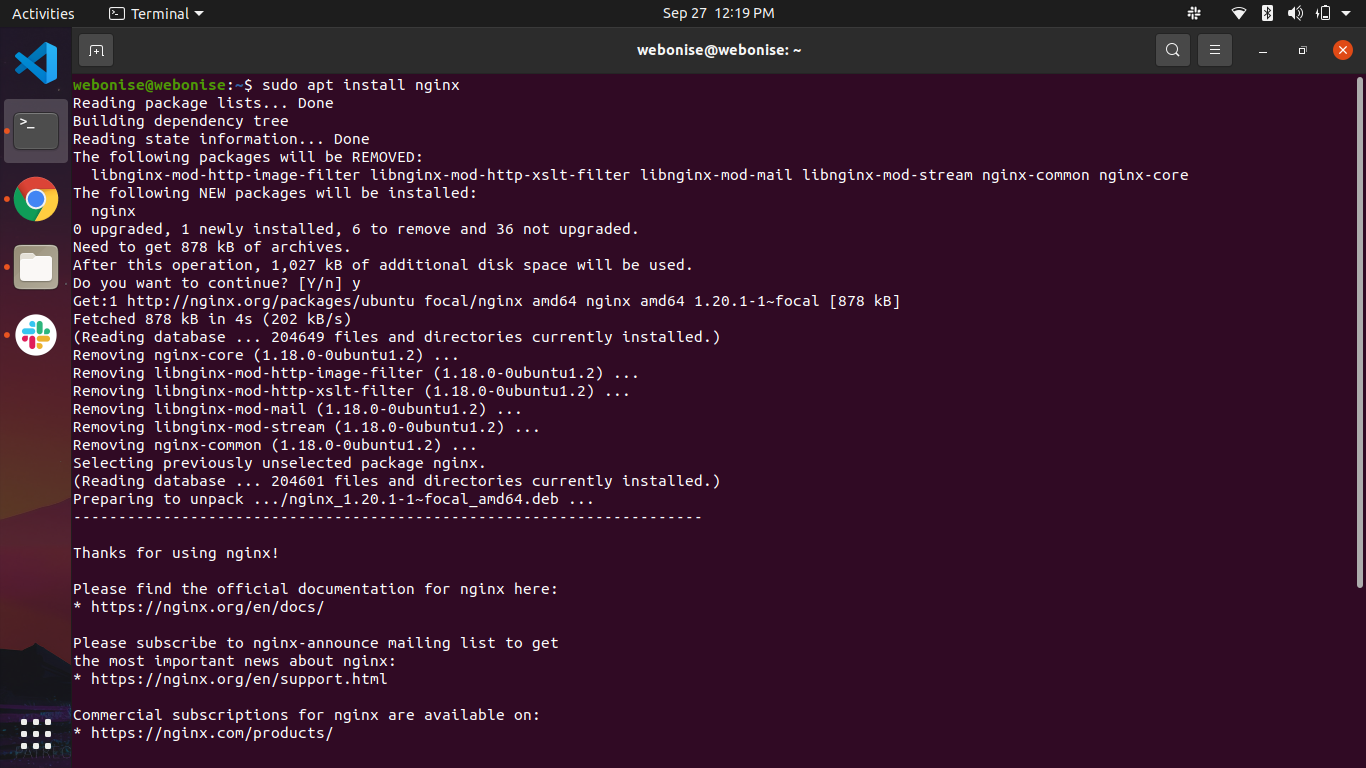 Activities
Terminal
Sep 27 12:19 PM
webonise@webonise: ~
webonise@webonise:~$ sudo apt install nginx
Reading package lists... Done
Building dependency tree
Reading state information... Done
The following packages will be REMOVED:
  libnginx-mod-http-image-filter libnginx-mod-http-xslt-filter libnginx-mod-mail libnginx-mod-stream nginx-common nginx-core
The following NEW packages will be installed:
  nginx
0 upgraded, 1 newly installed, 6 to remove and 36 not upgraded.
Need to get 878 kB of archives.
After this operation, 1,027 kB of additional disk space will be used.
Do you want to continue? [Y/n] y
Get:1 http://nginx.org/packages/ubuntu focal/nginx amd64 nginx amd64 1.20.1-1~focal [878 kB]
Fetched 878 kB in 4s (202 kB/s)
(Reading database ... 204649 files and directories currently installed.)
Removing nginx-core (1.18.0-0ubuntu1.2) ...
Removing libnginx-mod-http-image-filter (1.18.0-0ubuntu1.2) ...
Removing libnginx-mod-http-xslt-filter (1.18.0-0ubuntu1.2) ...
Removing libnginx-mod-mail (1.18.0-0ubuntu1.2) ...
Removing libnginx-mod-stream (1.18.0-0ubuntu1.2) ...
Removing nginx-common (1.18.0-0ubuntu1.2) ...
Selecting previously unselected package nginx.
(Reading database ... 204601 files and directories currently installed.)
Preparing to unpack .../nginx_1.20.1-1~focal_amd64.deb ...
----------------------------------------------------------------------
Thanks for using nginx!
Please find the official documentation for nginx here:
* https://nginx.org/en/docs/
Please subscribe to nginx-announce mailing list to get
the most important news about nginx:
* https://nginx.org/en/support.html
Commercial subscriptions for nginx are available on:
* https://nginx.com/products/